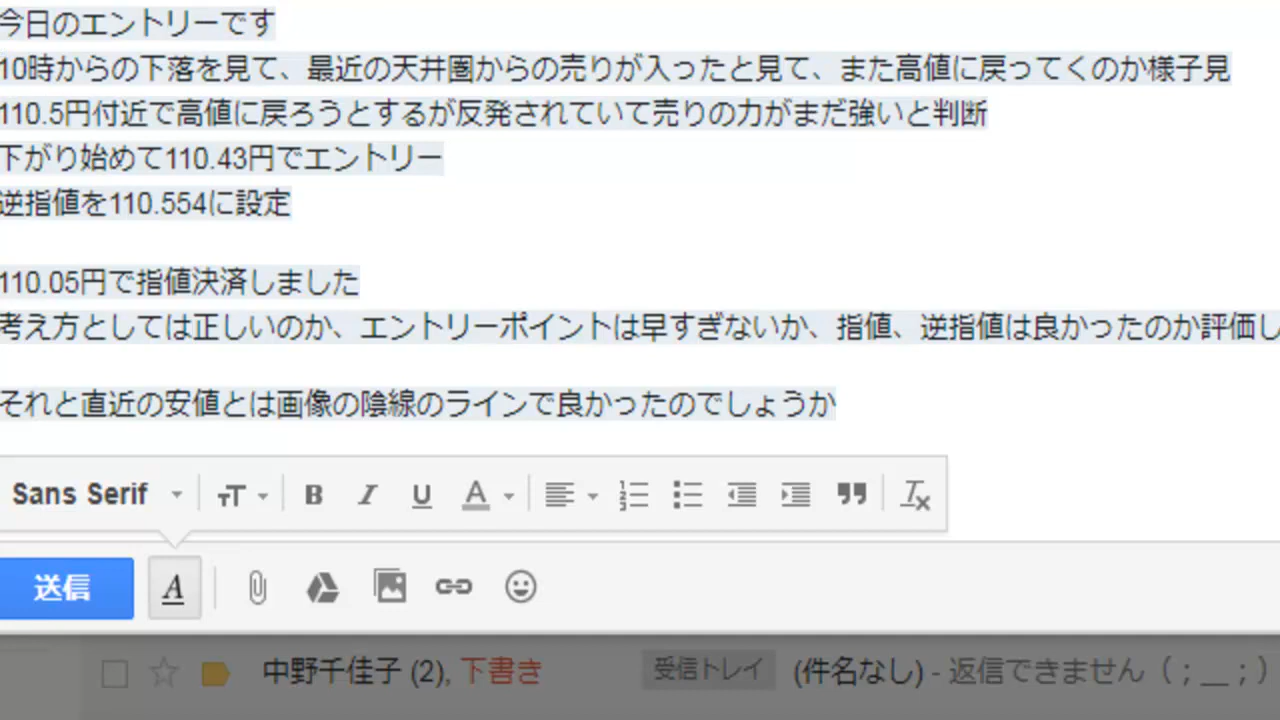 今日のエントリーです
10時からの下落を見て、最近の天井圏からの売りが入ったと見て、また高値に戻ってくのか様子見
110.5円付近で高値に戻ろうとするが反発されていて売りの力がまだ強いと判断
下がり始めて110.43円でエントリー
逆指値を110.554に設定
110.05円で指値決済しました
考え方としては正しいのか、エントリーポイントは早すぎないか、指値、逆指値は良かったのか評価し
それと直近の安値とは画像の陰線のラインで良かったのでしょうか
Sans Serif
送信
中野千佳子 (2), 下書き 受信トレイ (件名なし) - 返信できません（；__；）